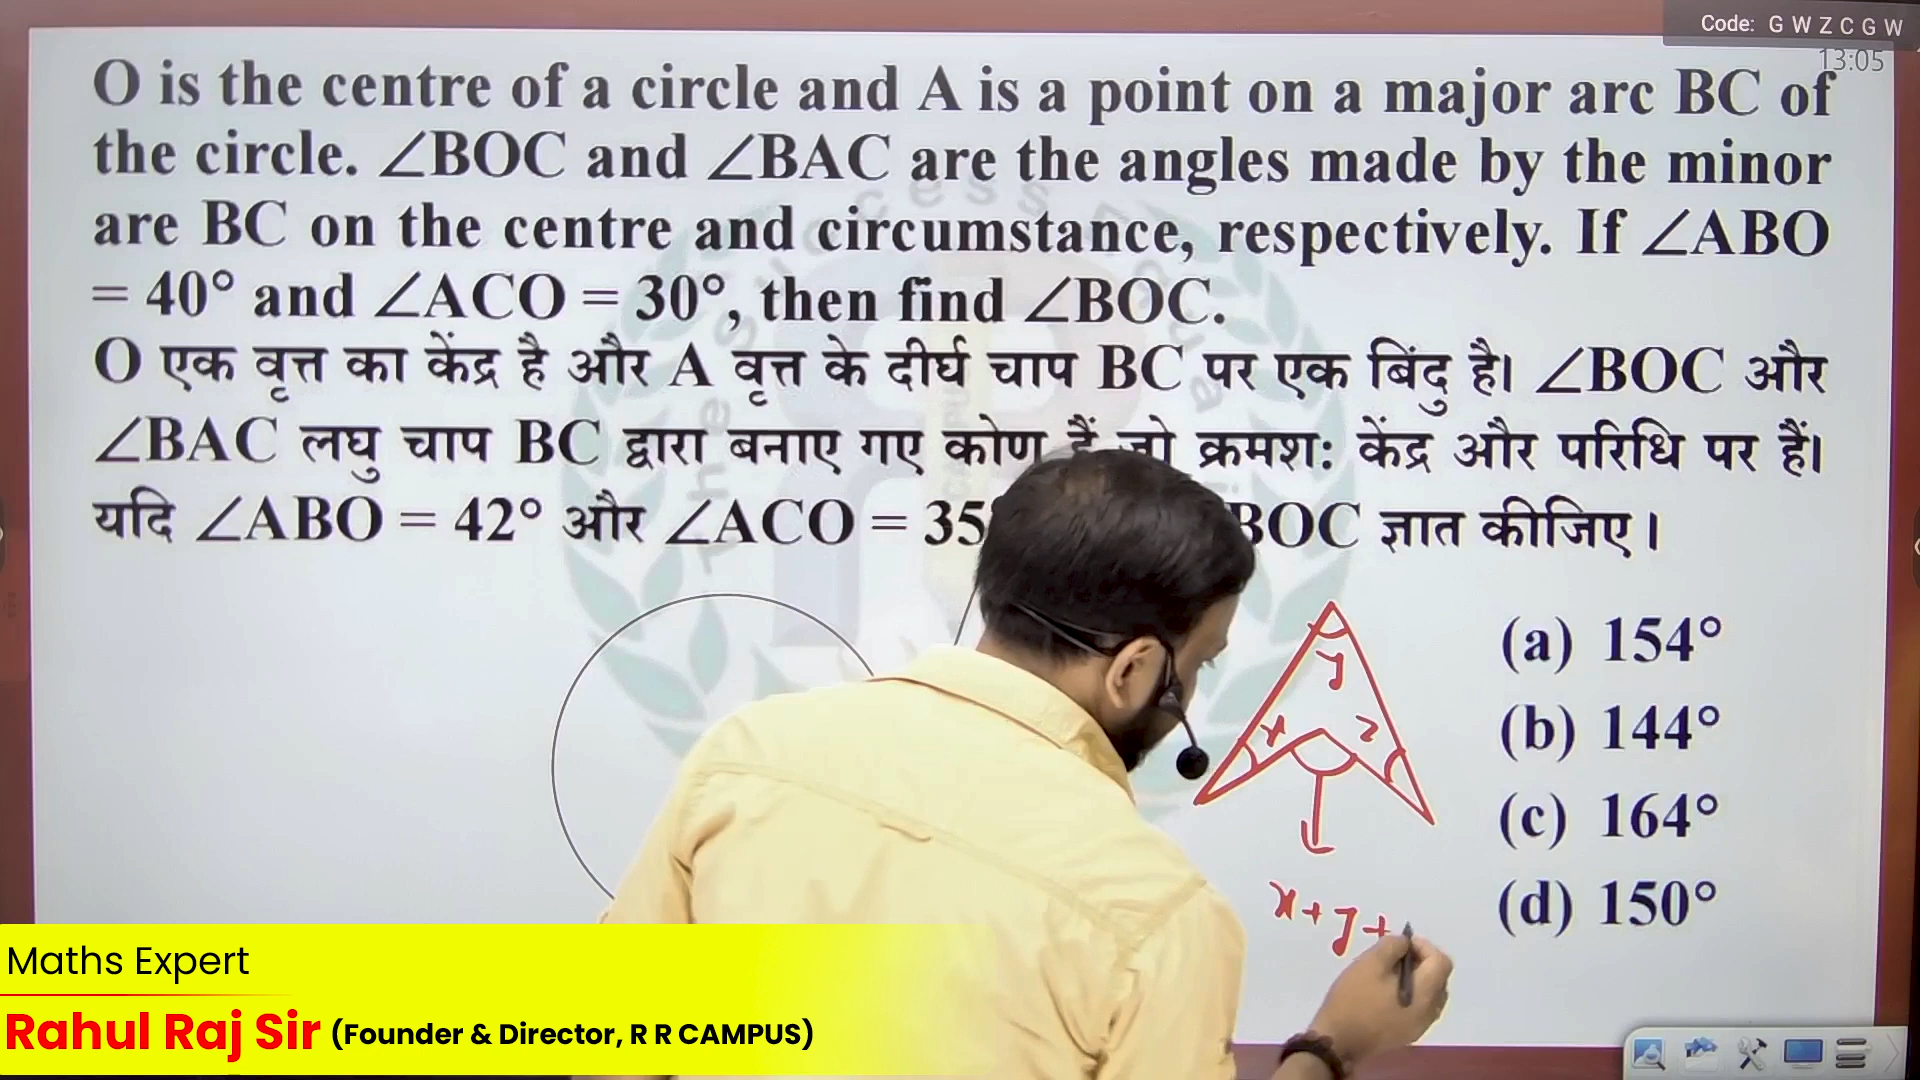 Code: G W Z C G W
13:05
O is the centre of a circle and A is a point on a major arc BC of
the circle. ∠BOC and ∠BAC are the angles made by the minor
are BC on the centre and circumstance, respectively. If ∠ABO
= 40° and ∠ACO = 30°, then find ∠BOC.
O एक वृत्त का केंद्र है और A वृत्त के दीर्घ चाप BC पर एक बिंदु है। ∠BOC और
∠BAC लघु चाप BC द्वारा बनाए गए कोण हैं जो क्रमश: केंद्र और परिधि पर हैं।
यदि ∠ABO = 42° और ∠ACO = 35 BOC ज्ञात कीजिए।
(a) 154°
(b) 144°
(c) 164°
(d) 150°
y
x z
x + y +
Maths Expert
Rahul Raj Sir (Founder & Director, R R CAMPUS)